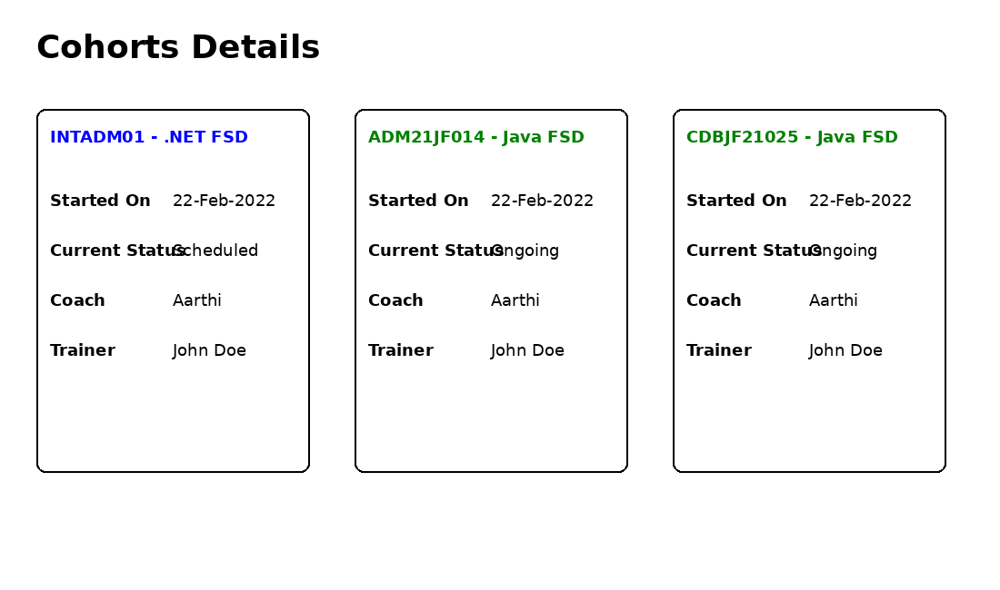 Cohorts Details
INTADM01 - .NET FSD
Started On 22-Feb-2022
Current Status Scheduled
Coach Aarthi
Trainer John Doe
ADM21JF014 - Java FSD
Started On 22-Feb-2022
Current Status Ongoing
Coach Aarthi
Trainer John Doe
CDBJF21025 - Java FSD
Started On 22-Feb-2022
Current Status Ongoing
Coach Aarthi
Trainer John Doe